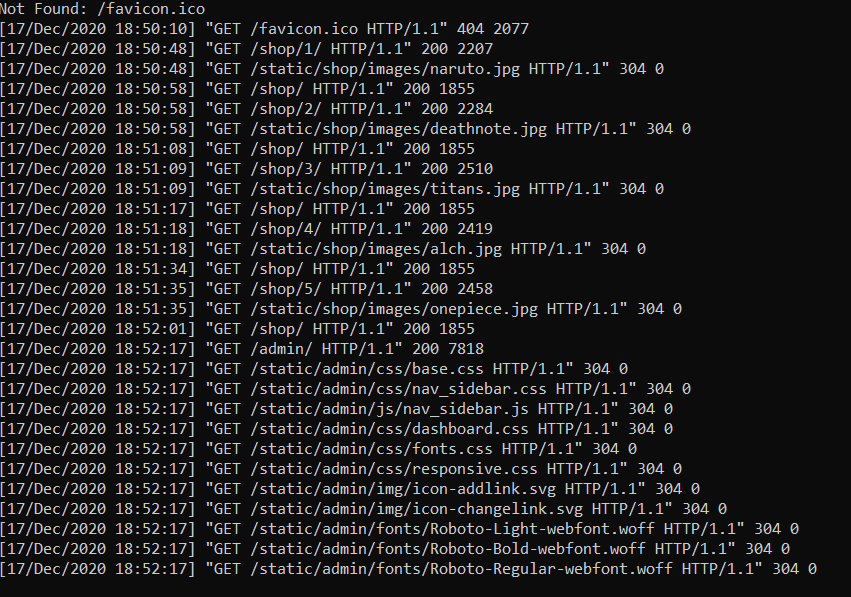 Not Found: /favicon.ico
[17/Dec/2020 18:50:10] "GET /favicon.ico HTTP/1.1" 404 2077
[17/Dec/2020 18:50:48] "GET /shop/1/ HTTP/1.1" 200 2207
[17/Dec/2020 18:50:48] "GET /static/shop/images/naruto.jpg HTTP/1.1" 304 0
[17/Dec/2020 18:50:58] "GET /shop/ HTTP/1.1" 200 1855
[17/Dec/2020 18:50:58] "GET /shop/2/ HTTP/1.1" 200 2284
[17/Dec/2020 18:50:58] "GET /static/shop/images/deathnote.jpg HTTP/1.1" 304 0
[17/Dec/2020 18:51:08] "GET /shop/ HTTP/1.1" 200 1855
[17/Dec/2020 18:51:09] "GET /shop/3/ HTTP/1.1" 200 2510
[17/Dec/2020 18:51:09] "GET /static/shop/images/titans.jpg HTTP/1.1" 304 0
[17/Dec/2020 18:51:17] "GET /shop/ HTTP/1.1" 200 1855
[17/Dec/2020 18:51:18] "GET /shop/4/ HTTP/1.1" 200 2419
[17/Dec/2020 18:51:18] "GET /static/shop/images/alch.jpg HTTP/1.1" 304 0
[17/Dec/2020 18:51:34] "GET /shop/ HTTP/1.1" 200 1855
[17/Dec/2020 18:51:35] "GET /shop/5/ HTTP/1.1" 200 2458
[17/Dec/2020 18:51:35] "GET /static/shop/images/onepiece.jpg HTTP/1.1" 304 0
[17/Dec/2020 18:52:01] "GET /shop/ HTTP/1.1" 200 1855
[17/Dec/2020 18:52:17] "GET /admin/ HTTP/1.1" 200 7818
[17/Dec/2020 18:52:17] "GET /static/admin/css/base.css HTTP/1.1" 304 0
[17/Dec/2020 18:52:17] "GET /static/admin/css/nav_sidebar.css HTTP/1.1" 304 0
[17/Dec/2020 18:52:17] "GET /static/admin/js/nav_sidebar.js HTTP/1.1" 304 0
[17/Dec/2020 18:52:17] "GET /static/admin/css/dashboard.css HTTP/1.1" 304 0
[17/Dec/2020 18:52:17] "GET /static/admin/css/fonts.css HTTP/1.1" 304 0
[17/Dec/2020 18:52:17] "GET /static/admin/css/responsive.css HTTP/1.1" 304 0
[17/Dec/2020 18:52:17] "GET /static/admin/img/icon-addlink.svg HTTP/1.1" 304 0
[17/Dec/2020 18:52:17] "GET /static/admin/img/icon-changelink.svg HTTP/1.1" 304 0
[17/Dec/2020 18:52:17] "GET /static/admin/fonts/Roboto-Light-webfont.woff HTTP/1.1" 304 0
[17/Dec/2020 18:52:17] "GET /static/admin/fonts/Roboto-Bold-webfont.woff HTTP/1.1" 304 0
[17/Dec/2020 18:52:17] "GET /static/admin/fonts/Roboto-Regular-webfont.woff HTTP/1.1" 304 0